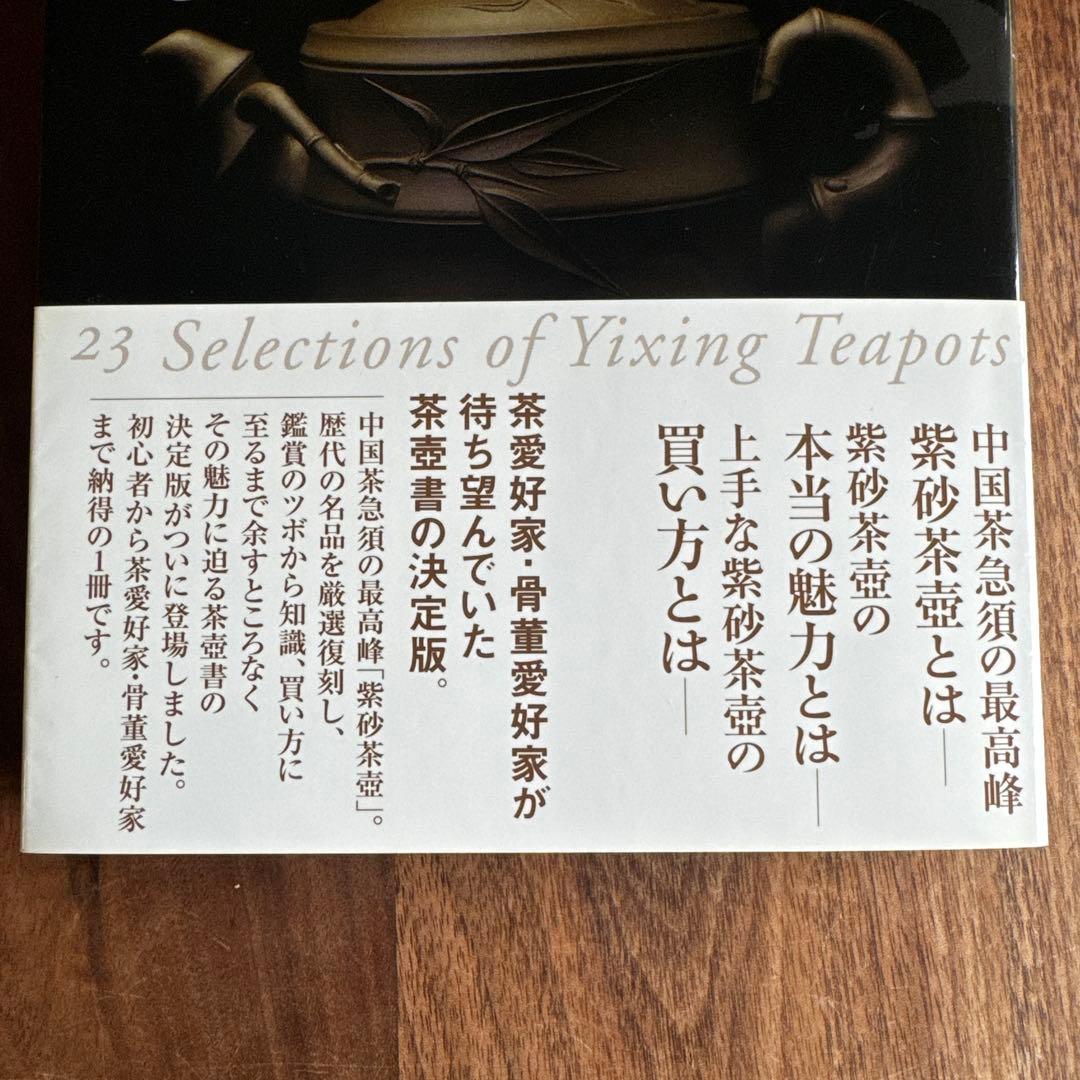 23 Selections of Yixing Teapots
中国茶急須の最高峰
紫砂茶壺とは―
紫砂茶壺の
本当の魅力とは―
上手な紫砂茶壺の
買い方とは―
茶愛好家・骨董愛好家が
待ち望んでいた
茶壺書の決定版。
中国茶急須の最高峰「紫砂茶壺」。
歴代の名品を厳選復刻し、
鑑賞のツボから知識、買い方に
至るまで余すところなく
その魅力に迫る茶壺書の
決定版がついに登場しました。
初心者から茶愛好家・骨董愛好家
まで納得の1冊です。